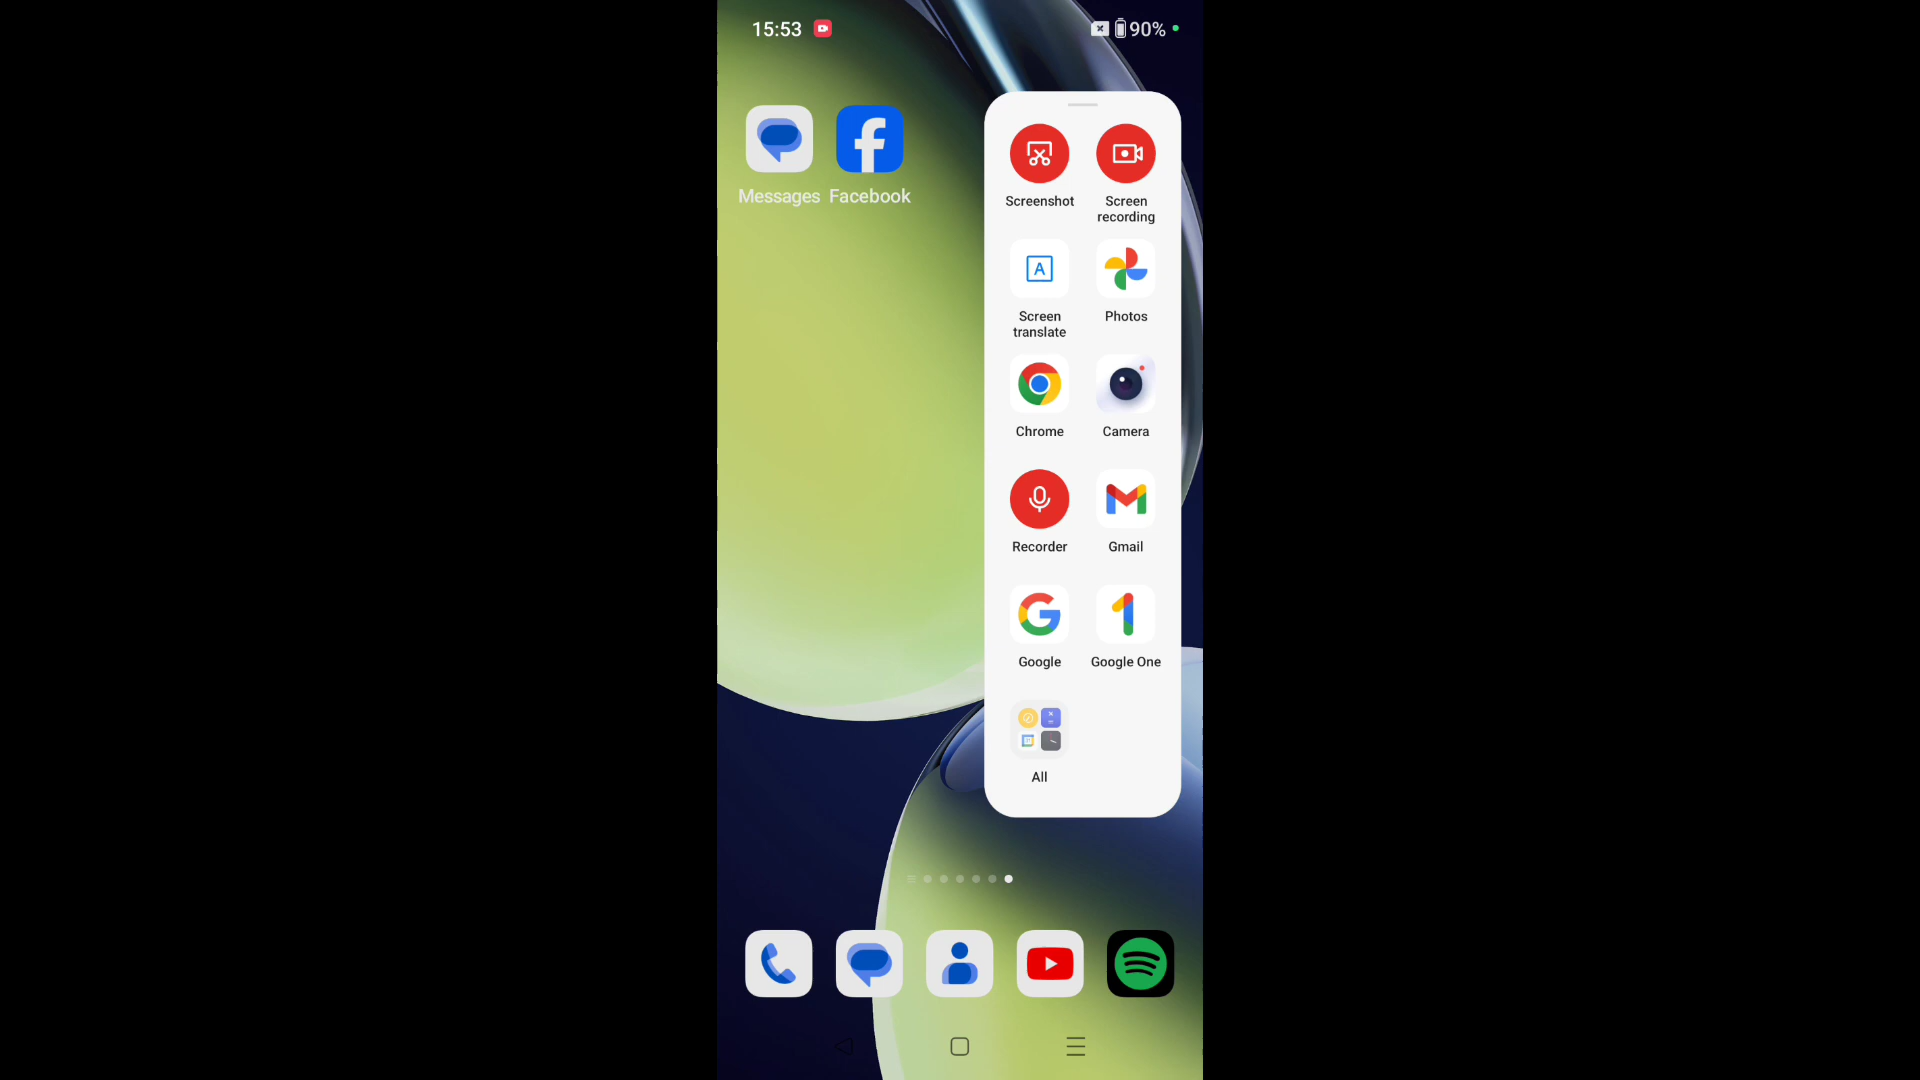 15:53
90%
Messages Facebook
Screenshot
Screen
recording
A
Screen
translate
Photos
Chrome
Camera
Recorder
Gmail
Google
Google One
All